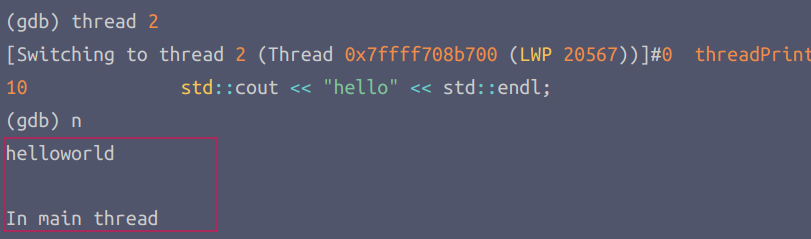 (gdb) thread 2
[Switching to thread 2 (Thread 0x7ffff708b700 (LWP 20567))]#0 threadPrint
10 std::cout << "hello" << std::endl;
(gdb) n
helloworld
In main thread